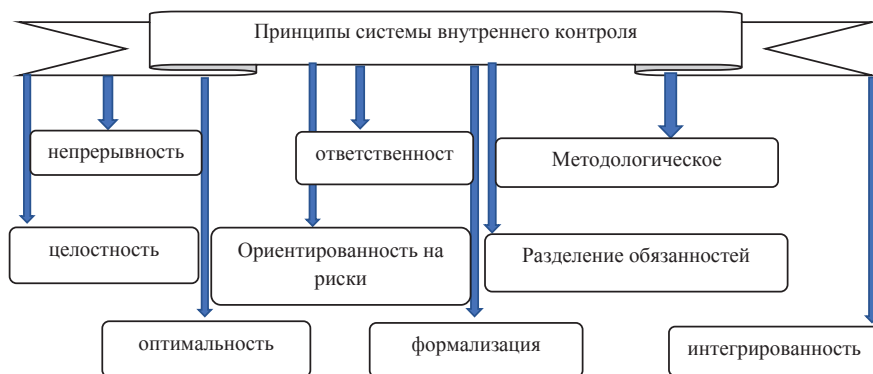 Принципы системы внутреннего контроля
непрерывность
ответственност
Методологическое
целостность
Ориентированность на
риски
Разделение обязанностей
оптимальность
формализация
интегрированность